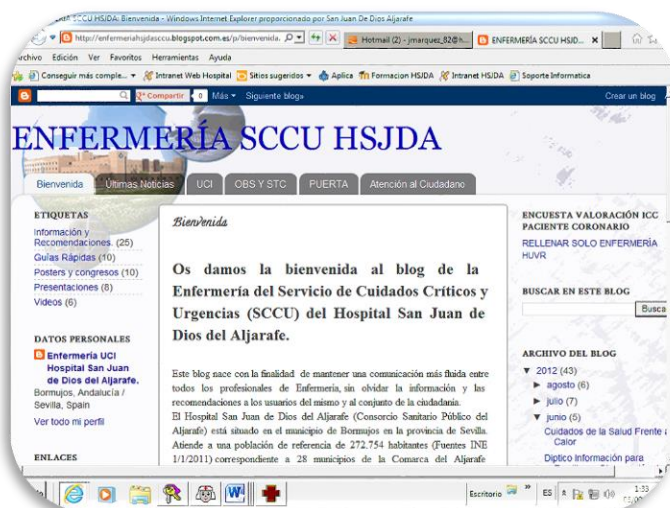 SCCU HSJDA: Bienvenida - Windows Internet Explorer proporcionado por San Juan De Dios Aljarafe
http://enfermeriahsjdasccu.blogspot.com.es/p/bienvenida.
Hotmail (2) - jmarquez_82@h...
ENFERMERÍA SCCU HSJD...
Archivo Edición Ver Favoritos Herramientas Ayuda
Conseguir más comple...
Intranet Web Hospital
Sitios sugeridos
Aplica
Formacion HSJDA
Intranet HSJDA
Soporte Informatica
Compartir 0 Más Siguiente blog»
Crear un blog
ENFERMERÍA SCCU HSJDA
Bienvenida Últimas Noticias UCI OBS Y STC PUERTA Atención al Ciudadano
ETIQUETAS
Información y
Recomendaciones. (25)
Guías Rápidas (10)
Posters y congresos (10)
Presentaciones (8)
Videos (6)
DATOS PERSONALES
Enfermería UCI
Hospital San Juan
de Dios del Aljarafe.
Bormujos, Andalucía /
Sevilla, Spain
Ver todo mi perfil
ENLACES
Bienvenida
Os damos la bienvenida al blog de la
Enfermería del Servicio de Cuidados Críticos y
Urgencias (SCCU) del Hospital San Juan de
Dios del Aljarafe.
Este blog nace con la finalidad de mantener una comunicación más fluida entre
todos los profesionales de Enfermería, sin olvidar la información y las
recomendaciones a los usuarios del mismo y al conjunto de la ciudadanía.
El Hospital San Juan de Dios del Aljarafe (Consorcio Sanitario Público del
Aljarafe) está situado en el municipio de Bormujos en la provincia de Sevilla.
Atiende a una población de referencia de 272.754 habitantes (Fuentes INE
1/1/2011) correspondiente a 28 municipios de la Comarca del Aljarafe
ENCUESTA VALORACIÓN ICC
PACIENTE CORONARIO
RELLENAR SOLO ENFERMERÍA
HUVR
BUSCAR EN ESTE BLOG
Busca
ARCHIVO DEL BLOG
▼ 2012 (43)
► agosto (6)
► julio (7)
▼ junio (5)
Cuidados de la Salud Frente a
Calor
Diptico Información para
Escritorio
ES
1:33